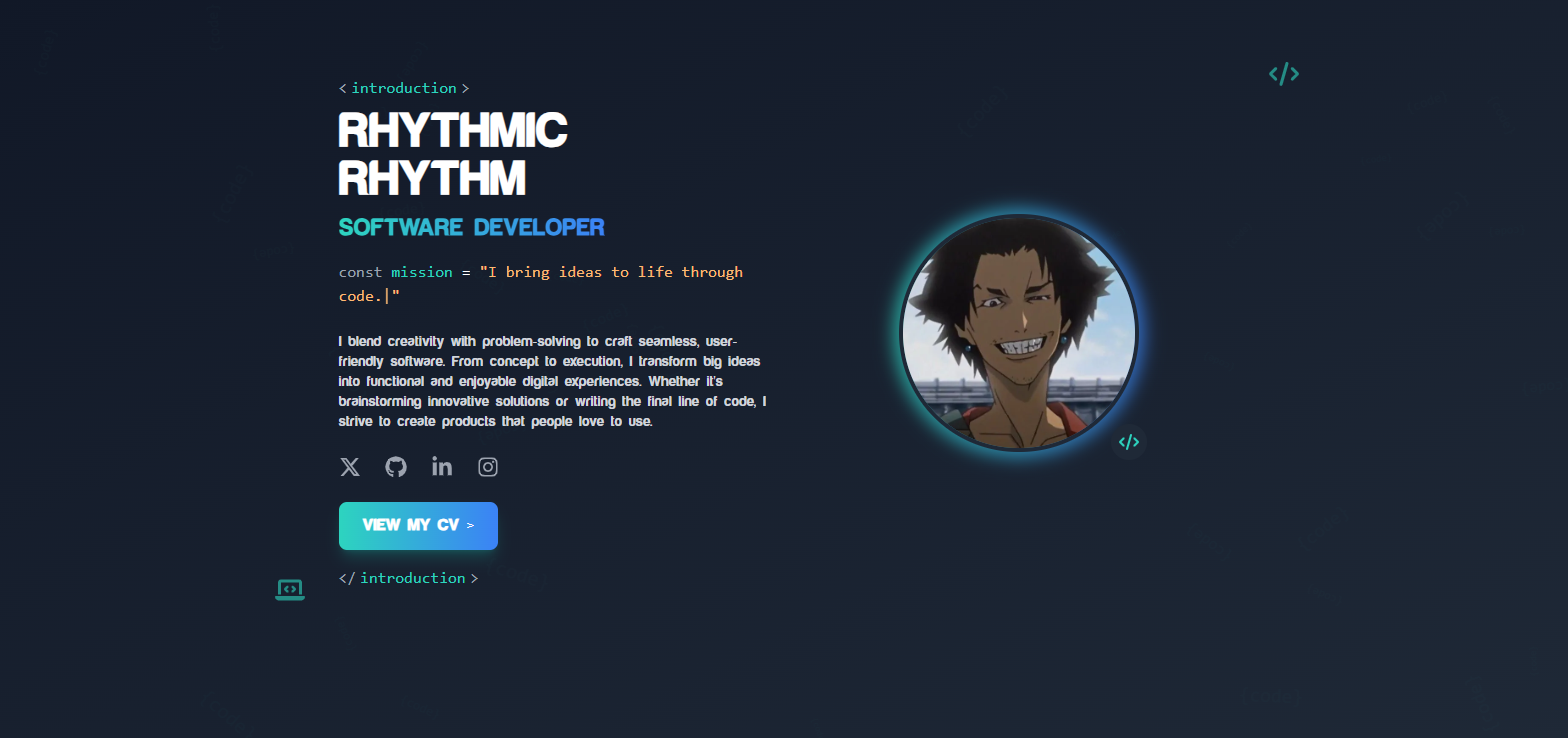 < introduction >
RHYTHMIC
RHYTHM
SOFTWARE DEVELOPER
const mission = "I bring ideas to life through
code.|"
I blend creativity with problem-solving to craft seamless, user-
friendly software. From concept to execution, I transform big ideas
into functional and enjoyable digital experiences. Whether it's
brainstorming innovative solutions or writing the final line of code, I
strive to create products that people love to use.
VIEW MY CV >
</ introduction >